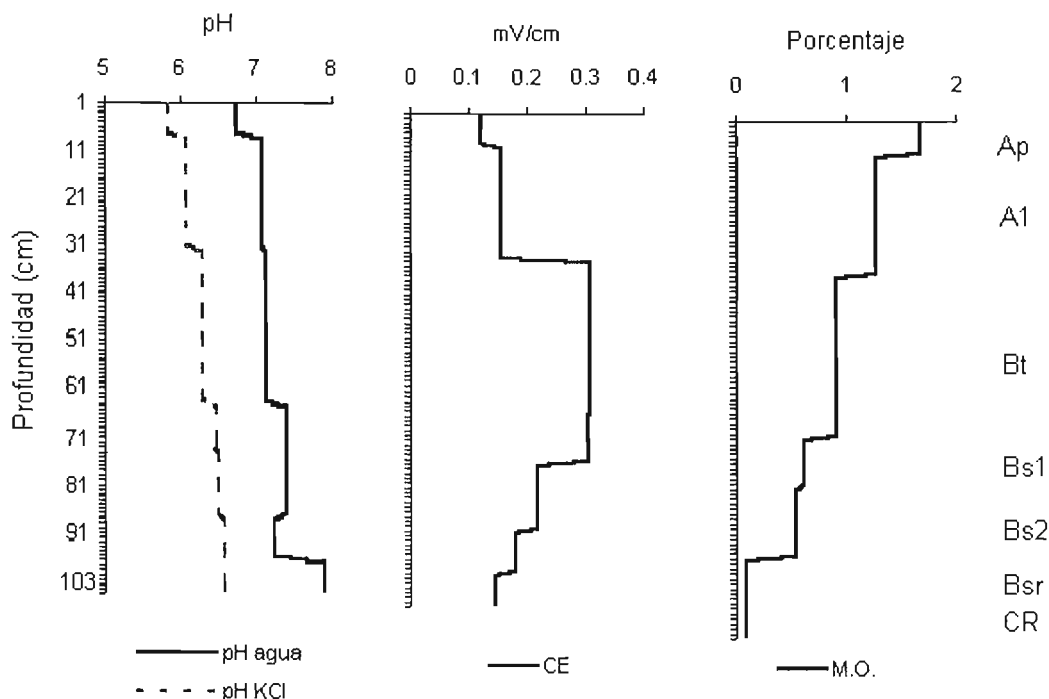 pH
5 6 7 8
Profundidad (cm)
1
11
21
31
41
51
61
71
81
91
103
pH agua
pH KCl
mV/cm
0 0.1 0.2 0.3 0.4
CE
Porcentaje
0 1 2
Ap
A1
Bt
Bs1
Bs2
Bsr
CR
M.O.